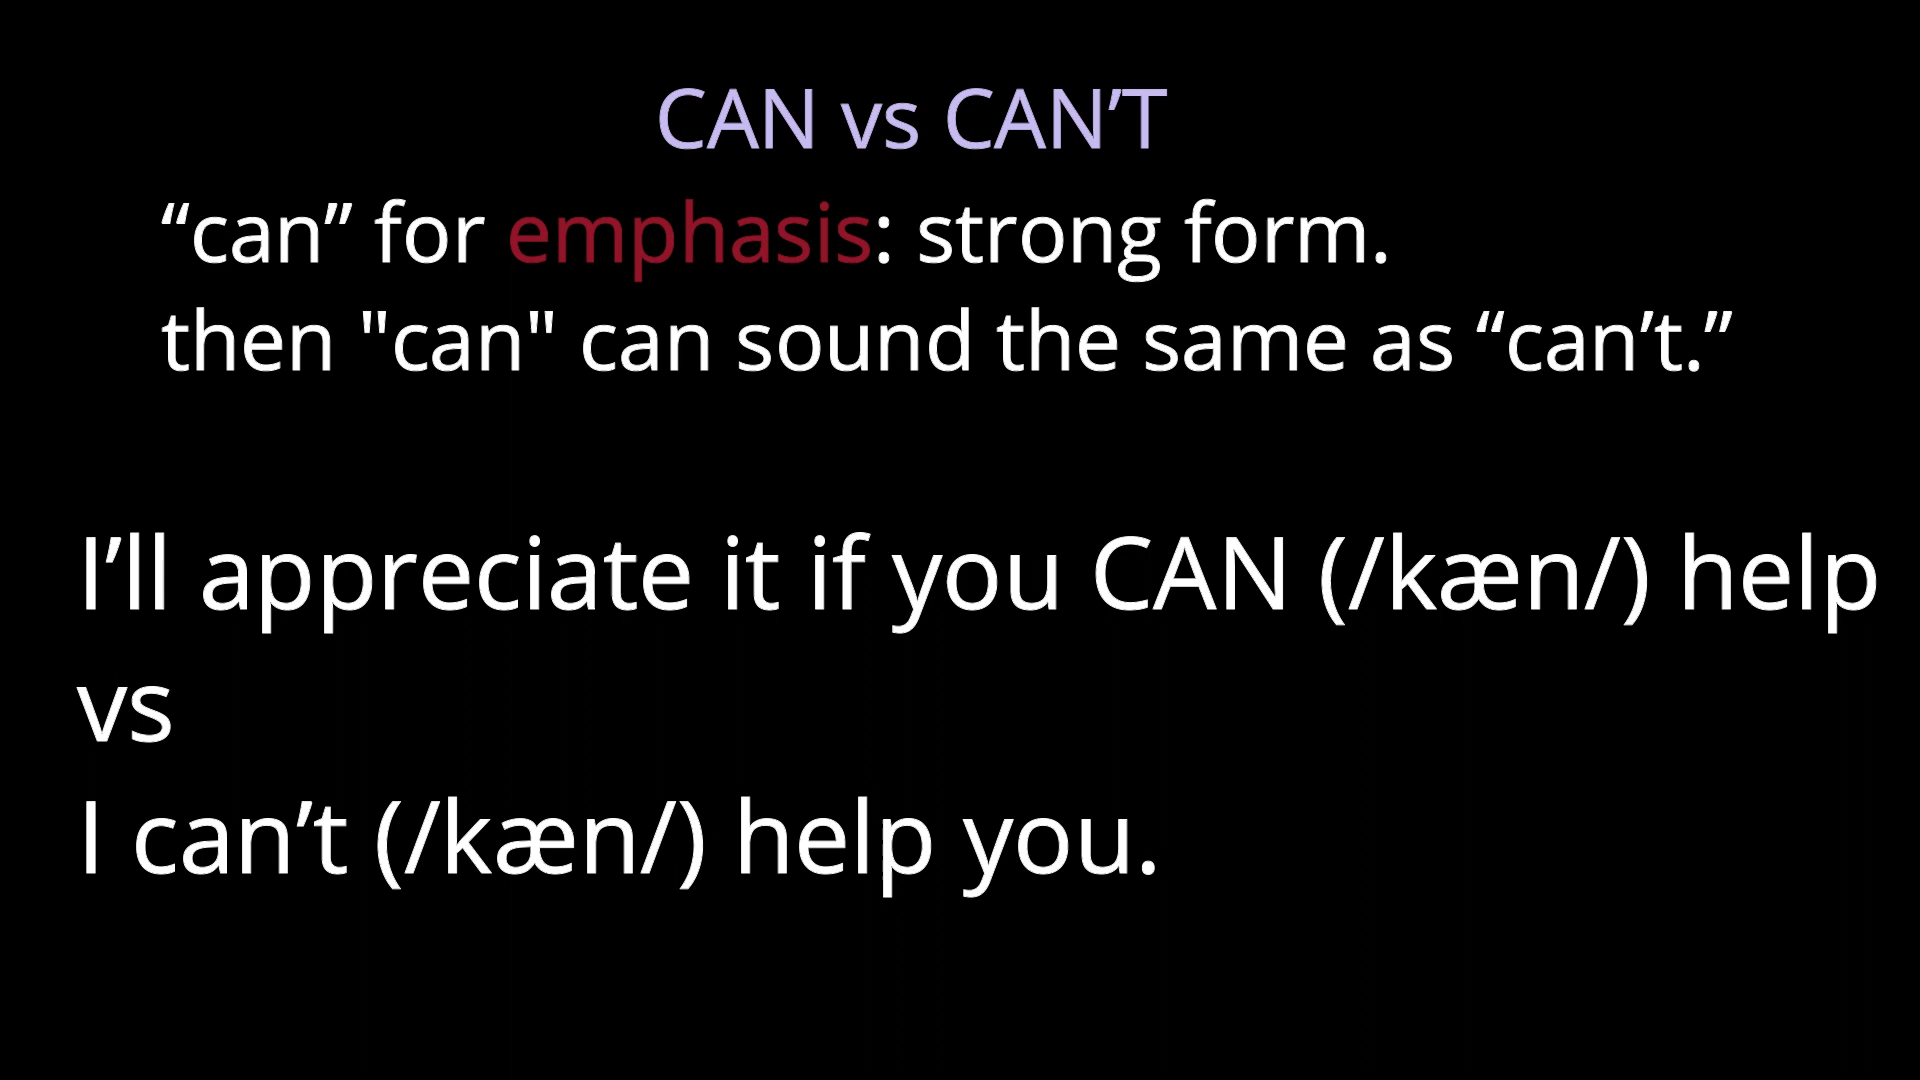 CAN vs CAN’T
“can” for emphasis: strong form.
then "can" can sound the same as “can’t.”
I’ll appreciate it if you CAN (/kæn/) help
vs
I can’t (/kæn/) help you.